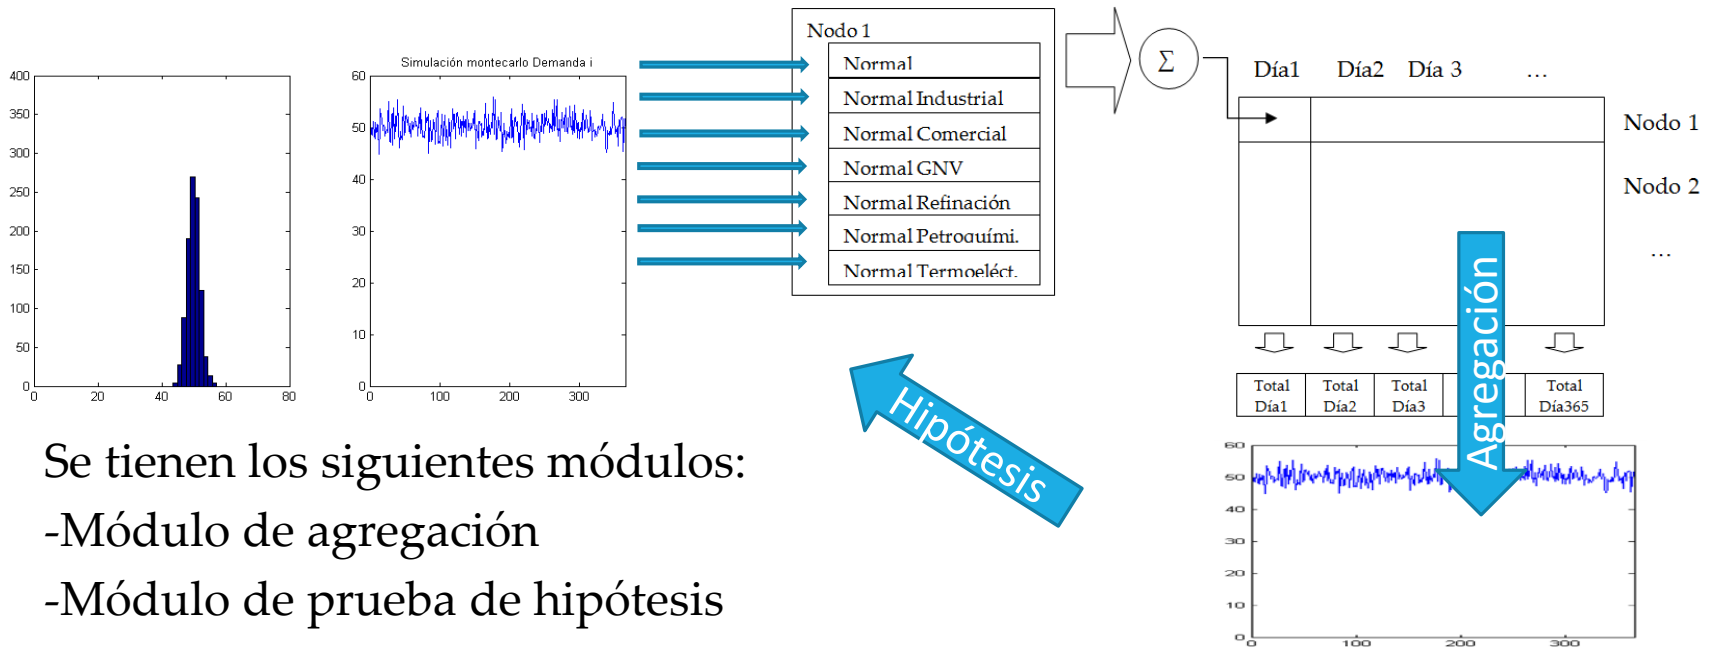 400
350
300
250
200
150
100
50
0
0 20 40 60 80
Simulación montecarlo Demanda i
60
50
40
30
20
10
0
0 100 200 300
Nodo 1
Normal
Normal Industrial
Normal Comercial
Normal GNV
Normal Refinación
Normal Petroquími.
Normal Termoeléct.
Σ
Día1 Día2 Día 3 ...
Nodo 1
Nodo 2
...
Agregación
Total Total Total Total
Día1 Día2 Día3 Día365
60
50
40
30
20
10
0
0 100 200 300
Hipótesis
Se tienen los siguientes módulos:
-Módulo de agregación
-Módulo de prueba de hipótesis